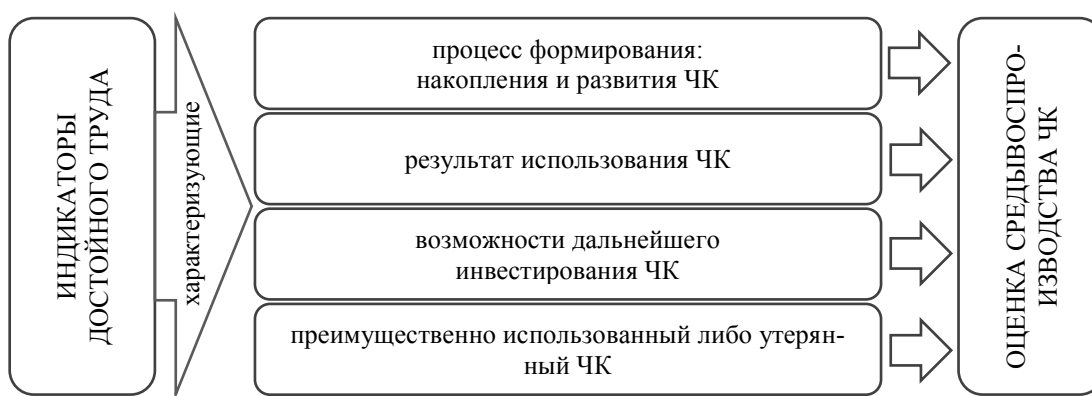 ИНДИКАТОРЫ
ДОСТОЙНОГО ТРУДА
характеризующие
процесс формирования:
накопления и развития ЧК
результат использования ЧК
возможности дальнейшего
инвестирования ЧК
преимущественно использованный либо утерян-
ный ЧК
ОЦЕНКА СРЕДЫВОСПРО-
ИЗВОДСТВА ЧК